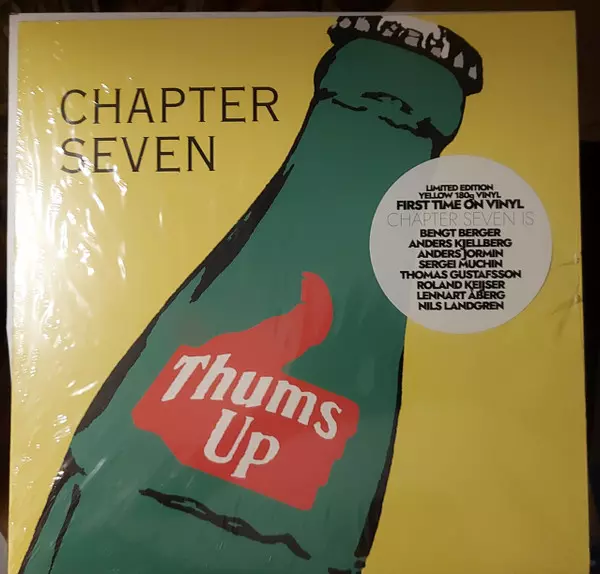 CHAPTER
SEVEN
LIMITED EDITION
YELLOW 180g VINYL
FIRST TIME ON VINYL
CHAPTER SEVEN IS
BENGT BERGER
ANDERS KJELLBERG
ANDERS JORMIN
SERGEI MUCHIN
THOMAS GUSTAFSSON
ROLAND KEIJSER
LENNART ÅBERG
NILS LANDGREN
Thums
Up